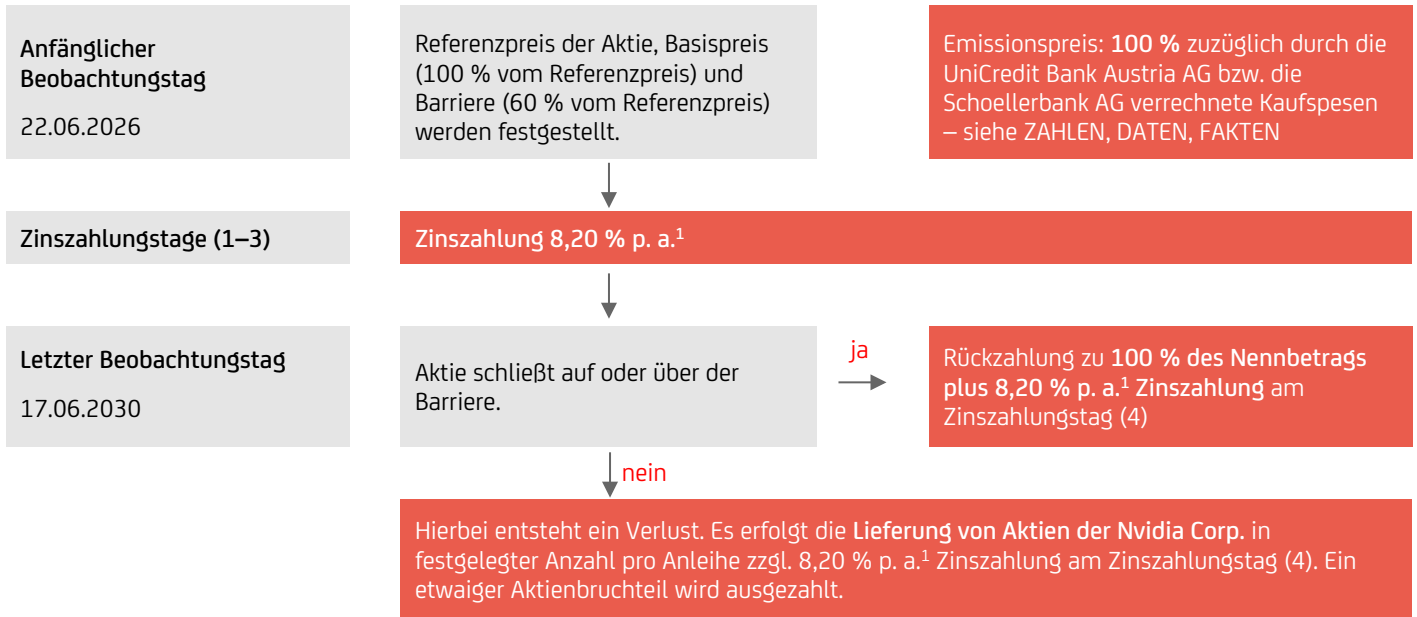 Anfänglicher
Beobachtungstag
22.06.2026
Referenzpreis der Aktie, Basispreis
(100 % vom Referenzpreis) und
Barriere (60 % vom Referenzpreis)
werden festgestellt.
Emissionspreis: 100 % zuzüglich durch die
UniCredit Bank Austria AG bzw. die
Schoellerbank AG verrechnete Kaufspesen
– siehe ZAHLEN, DATEN, FAKTEN
Zinszahlungstage (1–3)
Zinszahlung 8,20 % p. a.¹
Letzter Beobachtungstag
17.06.2030
Aktie schließt auf oder über der
Barriere.
ja
Rückzahlung zu 100 % des Nennbetrags
plus 8,20 % p. a.¹ Zinszahlung am
Zinszahlungstag (4)
nein
Hierbei entsteht ein Verlust. Es erfolgt die Lieferung von Aktien der Nvidia Corp. in
festgelegter Anzahl pro Anleihe zzgl. 8,20 % p. a.¹ Zinszahlung am Zinszahlungstag (4). Ein
etwaiger Aktienbruchteil wird ausgezahlt.